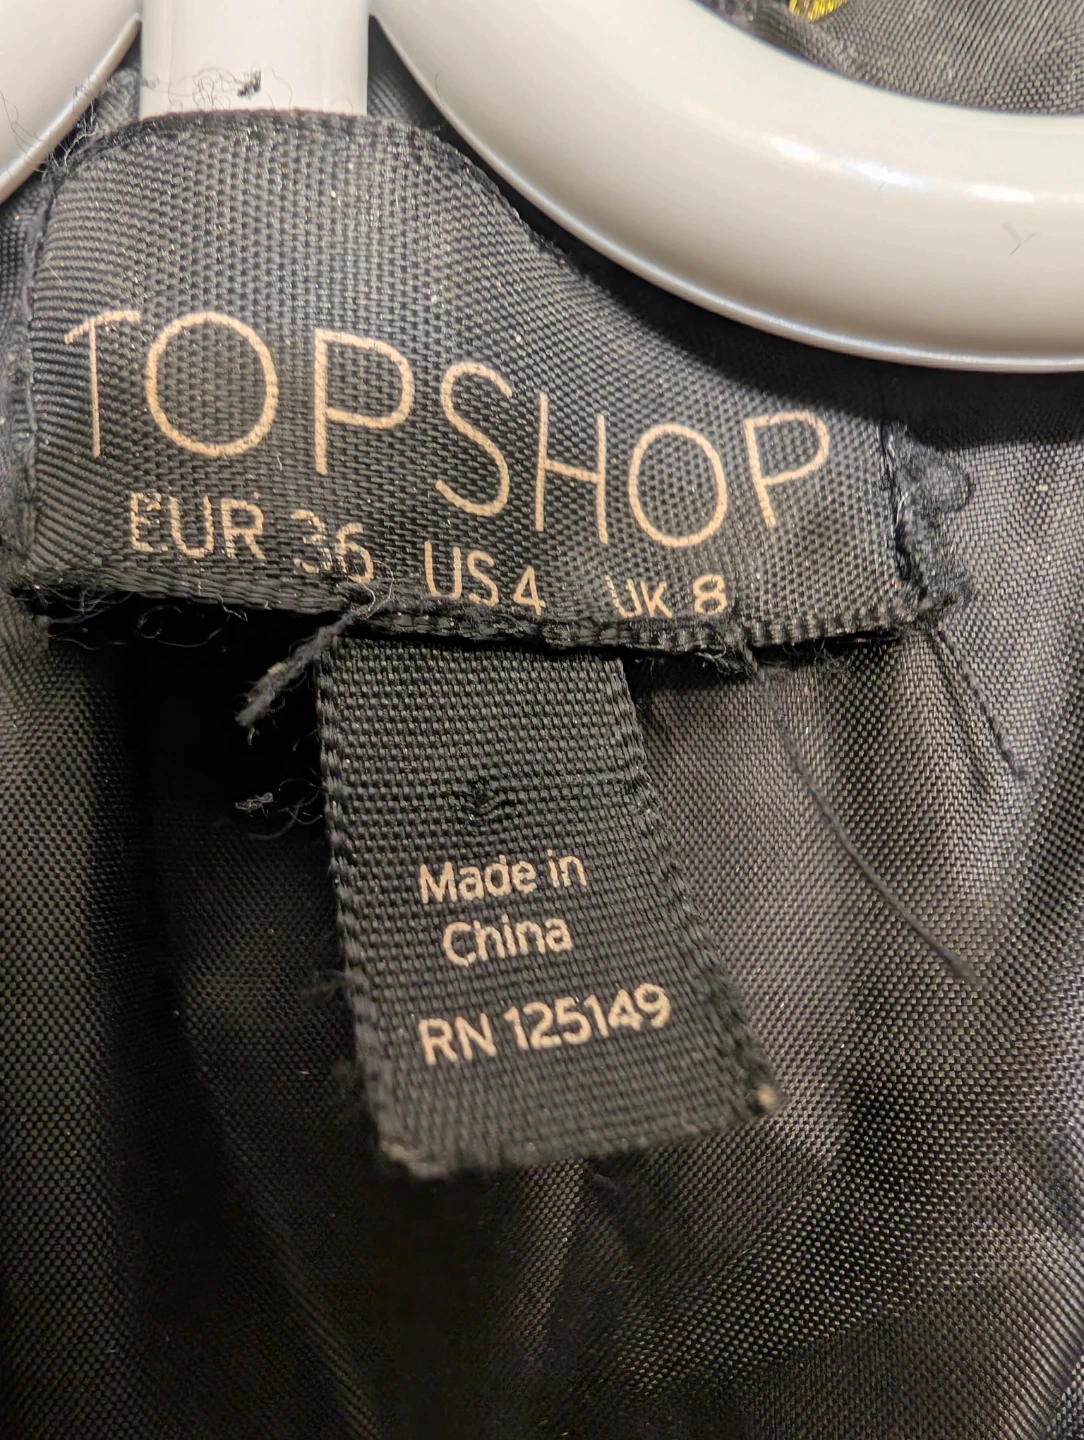 TOPSHOP
EUR 36 US 4 UK 8
Made in
China
RN 125149